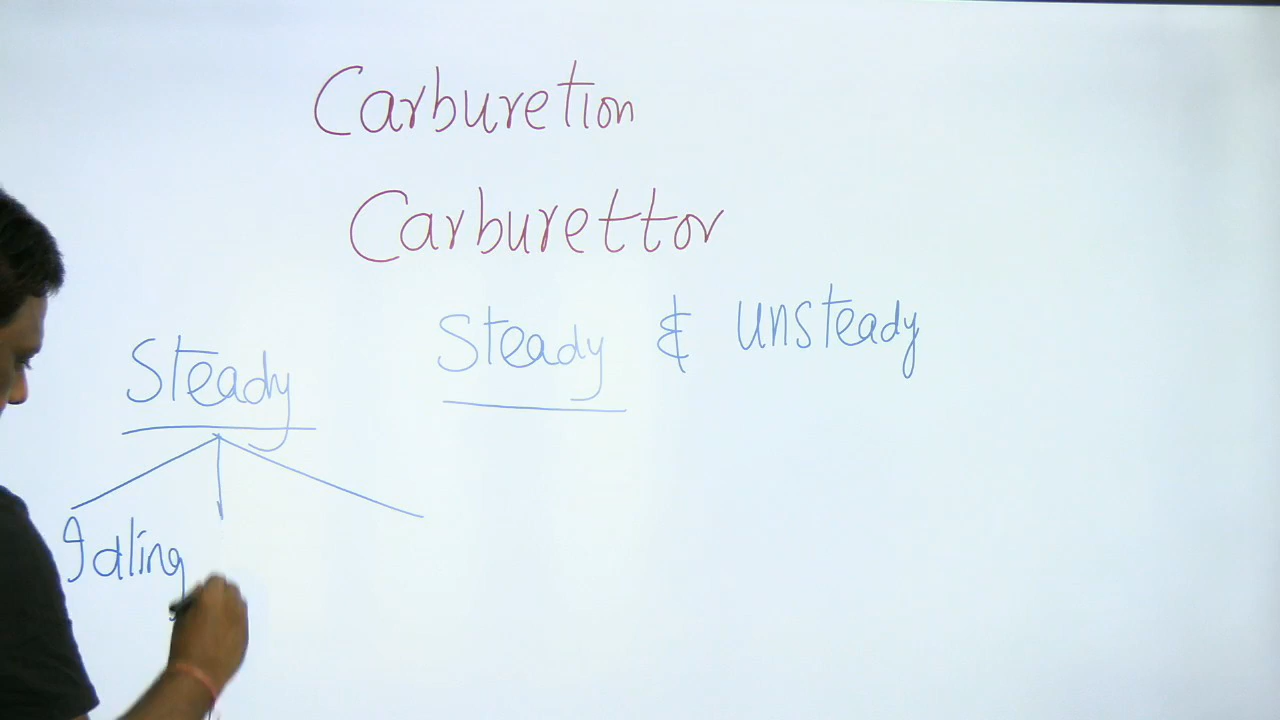 Carburetion
Carburettor
Steady & unsteady
Steady
Idling